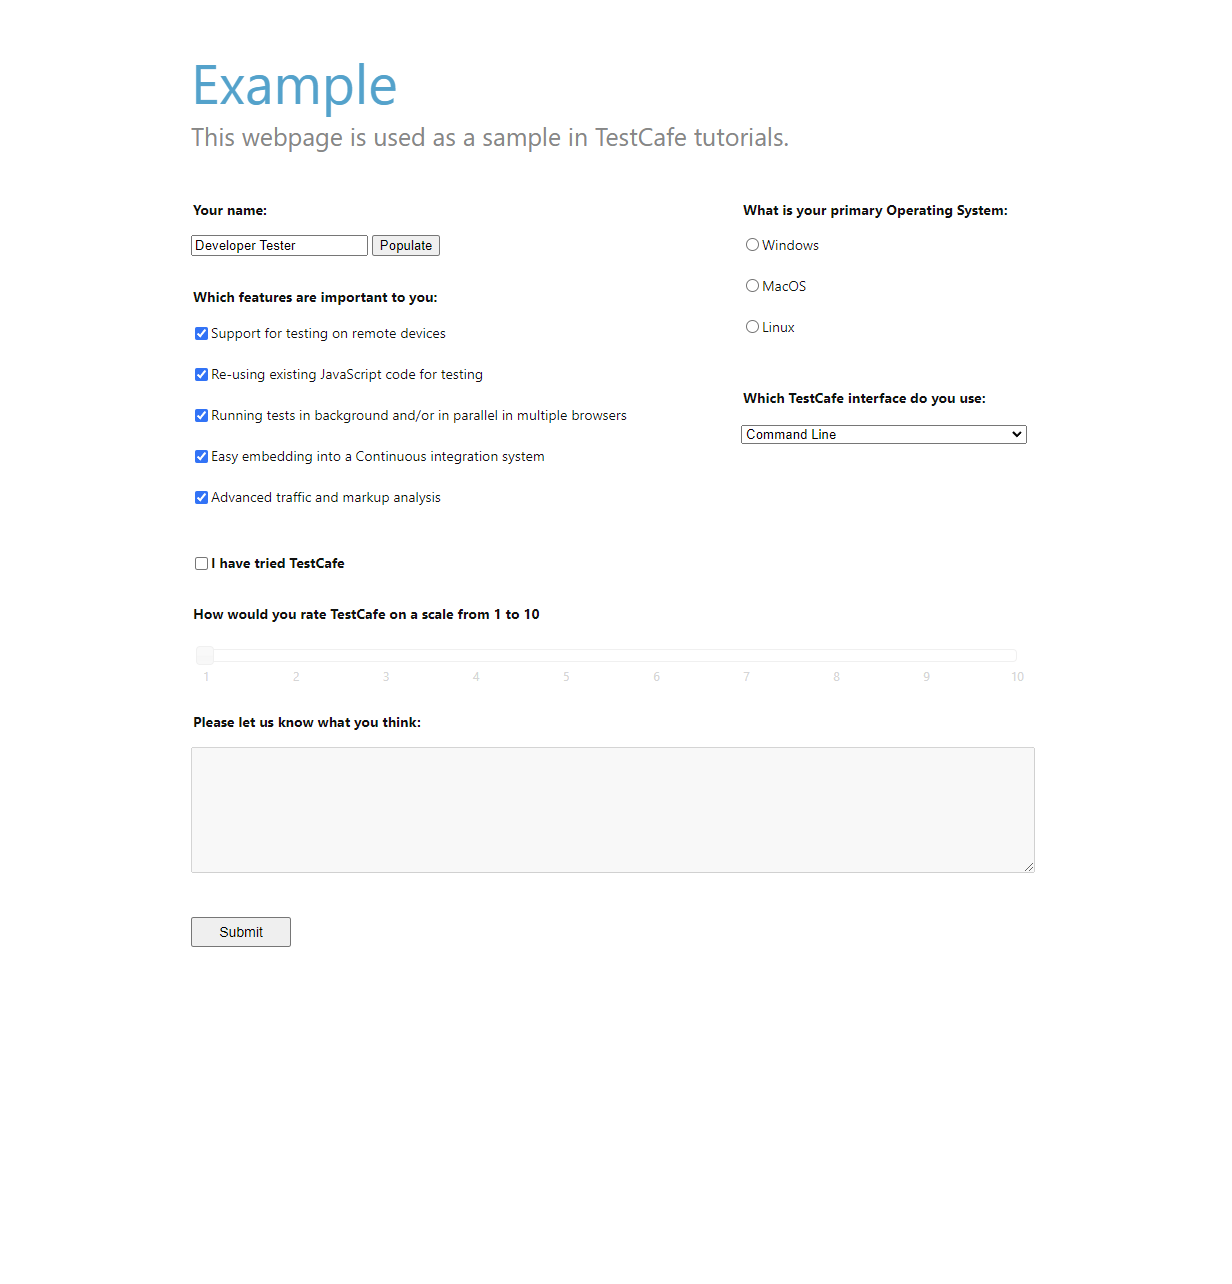 Example
This webpage is used as a sample in TestCafe tutorials.
Your name:
Developer Tester Populate
Which features are important to you:
Support for testing on remote devices
Re-using existing JavaScript code for testing
Running tests in background and/or in parallel in multiple browsers
Easy embedding into a Continuous integration system
Advanced traffic and markup analysis
What is your primary Operating System:
Windows
MacOS
Linux
Which TestCafe interface do you use:
Command Line
I have tried TestCafe
How would you rate TestCafe on a scale from 1 to 10
1 2 3 4 5 6 7 8 9 10
Please let us know what you think:
Submit